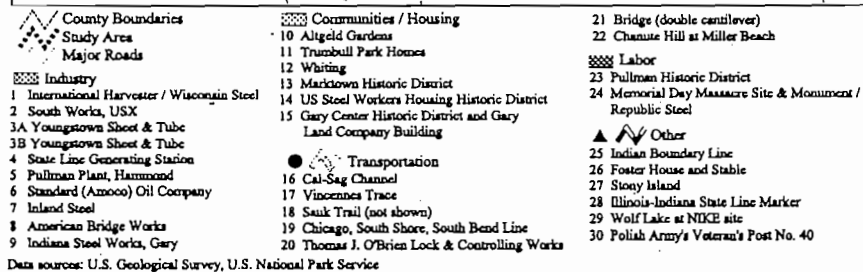 County Boundaries
Study Area
Major Roads
Industry
1 International Harvester / Wisconsin Steel
2 South Works, USX
3A Youngstown Sheet & Tube
3B Youngstown Sheet & Tube
4 State Line Generating Station
5 Pullman Plant, Hammond
6 Standard (Amoco) Oil Company
7 Inland Steel
8 American Bridge Works
9 Indiana Steel Works, Gary
Communities / Housing
10 Altgeld Gardens
11 Trumbull Park Homes
12 Whiting
13 Marktown Historic District
14 US Steel Workers Housing Historic District
15 Gary Center Historic District and Gary
Land Company Building
Transportation
16 Cal-Sag Channel
17 Vincennes Trace
18 Sauk Trail (not shown)
19 Chicago, South Shore, South Bend Line
20 Thomas J. O'Brien Lock & Controlling Works
21 Bridge (double cantilever)
22 Chanute Hill at Miller Beach
Labor
23 Pullman Historic District
24 Memorial Day Massacre Site & Monument /
Republic Steel
Other
25 Indian Boundary Line
26 Foster House and Stable
27 Stony Island
28 Illinois-Indiana State Line Marker
29 Wolf Lake at NIKE site
30 Polish Army's Veteran's Post No. 40
Data sources: U.S. Geological Survey, U.S. National Park Service